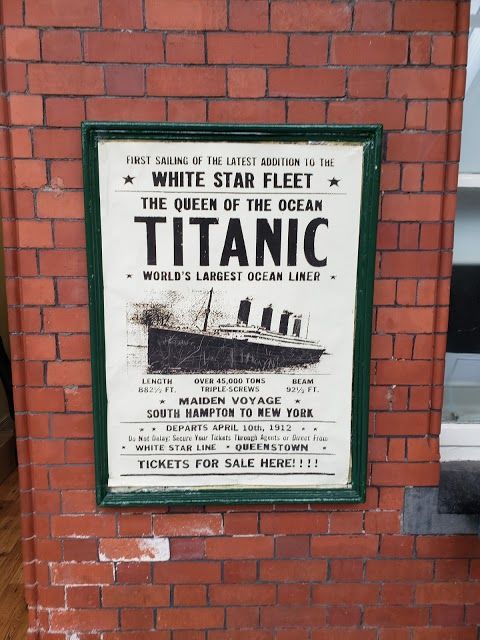 FIRST SAILING OF THE LATEST ADDITION TO THE
WHITE STAR FLEET
THE QUEEN OF THE OCEAN
TITANIC
WORLD'S LARGEST OCEAN LINER
LENGTH OVER 45,000 TONS BEAM
882½ FT. TRIPLE-SCREWS 92½ FT.
MAIDEN VOYAGE
SOUTH HAMPTON TO NEW YORK
DEPARTS APRIL 10th, 1912
Do Not Delay: Secure Your Tickets Through Agents or Direct From
WHITE STAR LINE * QUEENSTOWN
TICKETS FOR SALE HERE!!!!